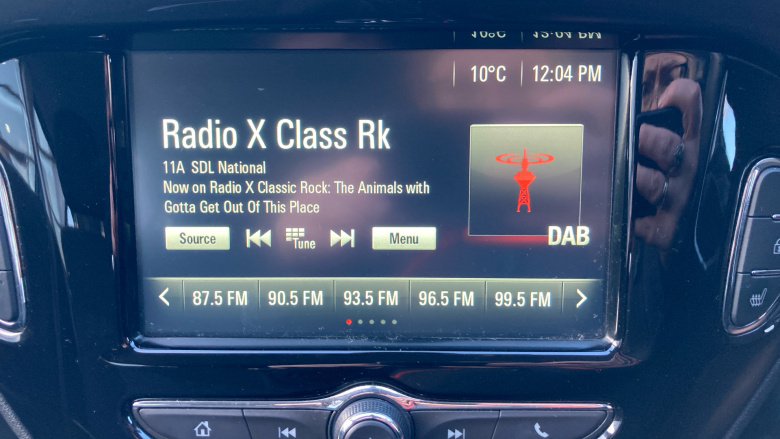 10°C 12:04 PM
Radio X Class Rk
11A SDL National
Now on Radio X Classic Rock: The Animals with
Gotta Get Out Of This Place
Source Tune Menu
DAB
87.5 FM 90.5 FM 93.5 FM 96.5 FM 99.5 FM